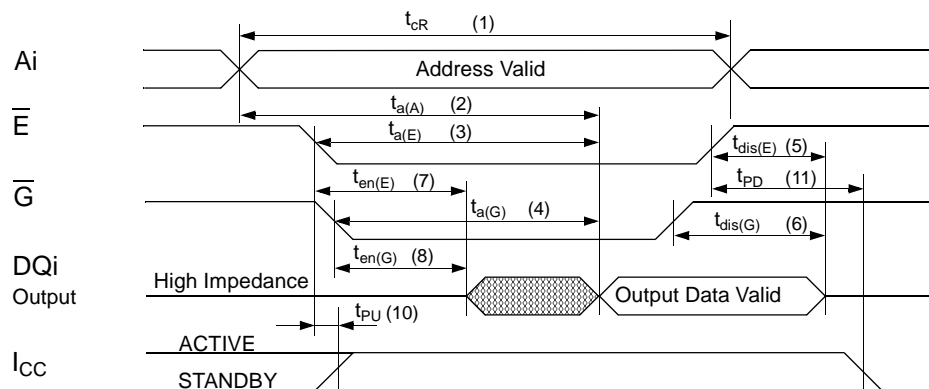 tcR (1)
Ai
Address Valid
ta(A) (2)
E
ta(E) (3)
tdis(E) (5)
ten(E) (7)
tPD (11)
G
ta(G) (4)
tdis(G) (6)
ten(G) (8)
DQi
Output
High Impedance
Output Data Valid
tPU (10)
ACTIVE
ICC
STANDBY